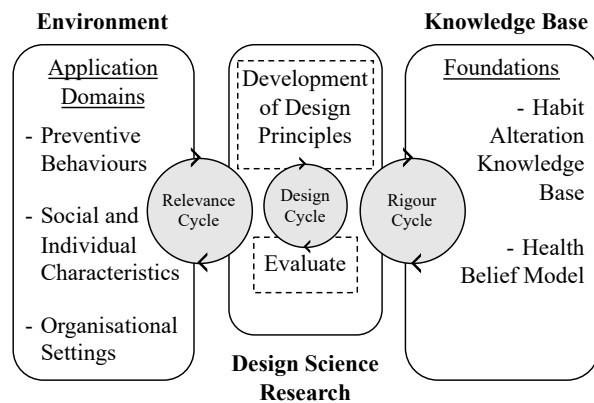 Environment
Application
Domains
- Preventive
Behaviours
- Social and
Individual
Characteristics
- Organisational
Settings
Relevance
Cycle
Development
of Design
Principles
Design
Cycle
Evaluate
Design Science
Research
Rigour
Cycle
Knowledge Base
Foundations
- Habit
Alteration
Knowledge
Base
- Health
Belief Model